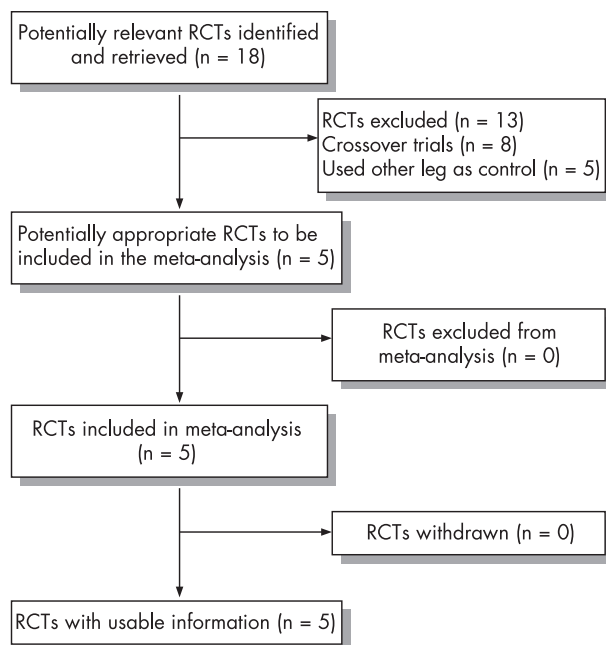 Potentially relevant RCTs identified
and retrieved (n = 18)
RCTs excluded (n = 13)
Crossover trials (n = 8)
Used other leg as control (n = 5)
Potentially appropriate RCTs to be
included in the meta-analysis (n = 5)
RCTs excluded from
meta-analysis (n = 0)
RCTs included in meta-analysis
(n = 5)
RCTs withdrawn (n = 0)
RCTs with usable information (n = 5)